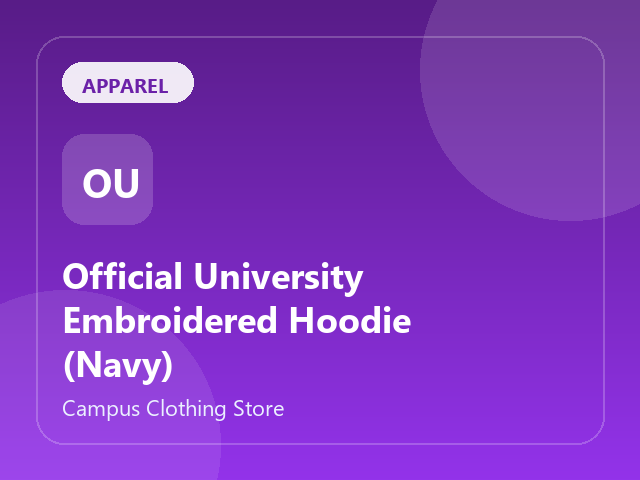 APPAREL
OU
Official University
Embroidered Hoodie
(Navy)
Campus Clothing Store